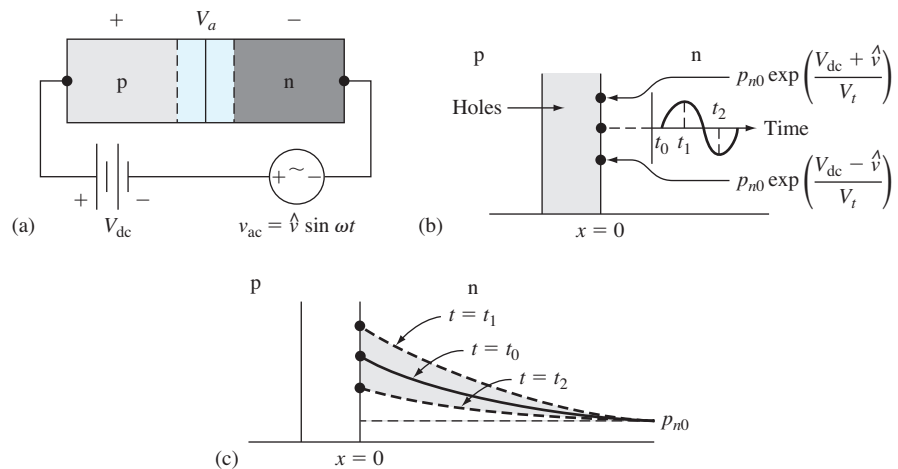 + V_a −
p n
+ − + ~ −
V_dc v_ac = v̂ sin ωt
(a)
p n
p_n0 exp((V_dc + v̂)/V_t)
Holes
t_2
Time
t_0 t_1
p_n0 exp((V_dc − v̂)/V_t)
(b) x = 0
p n
t = t_1
t = t_0
t = t_2
p_n0
(c) x = 0